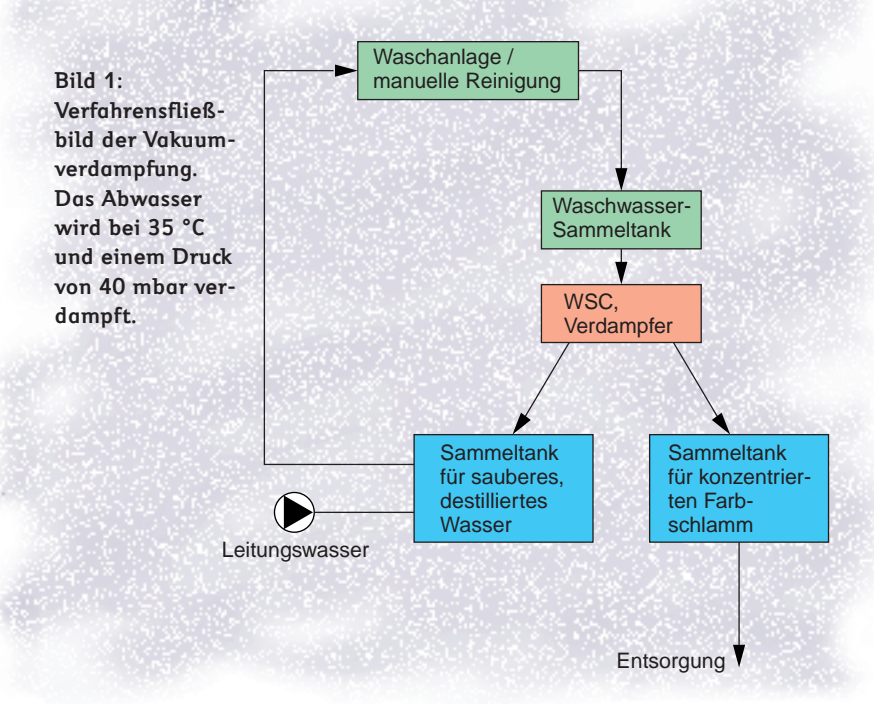 Bild 1:
Verfahrensfließ-
bild der Vakuum-
verdampfung.
Das Abwasser
wird bei 35 °C
und einem Druck
von 40 mbar ver-
dampft.
Waschanlage /
manuelle Reinigung
Waschwasser-
Sammeltank
WSC,
Verdampfer
Sammeltank
für sauberes,
destilliertes
Wasser
Sammeltank
für konzentrier-
ten Farb-
schlamm
Leitungswasser
Entsorgung